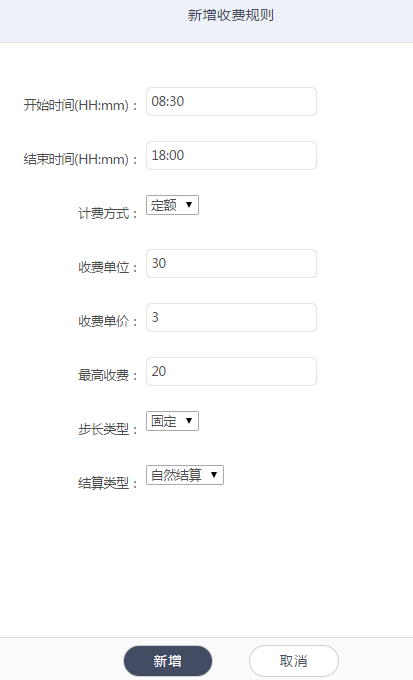 新增收费规则
开始时间(HH:mm)： 08:30
结束时间(HH:mm)： 18:00
计费方式： 定额
收费单位： 30
收费单价： 3
最高收费： 20
步长类型： 固定
结算类型： 自然结算
新增 取消